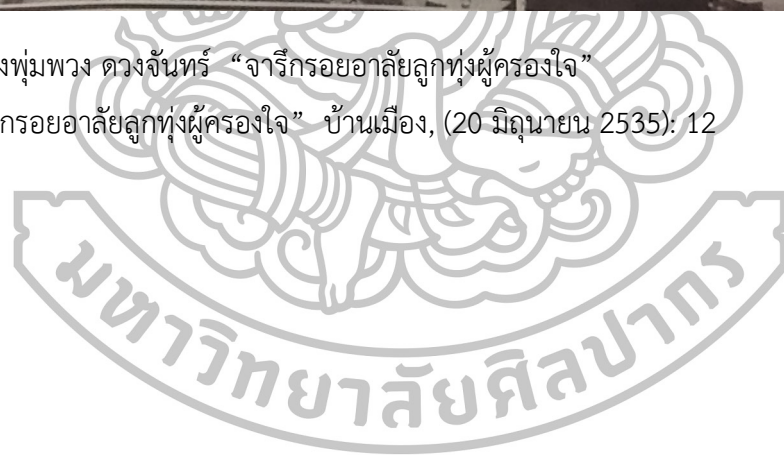 งพุ่มพวง ดวงจันทร์ “จารึกรอยอาลัยลูกทุ่งผู้ครองใจ”
กรอยอาลัยลูกทุ่งผู้ครองใจ” บ้านเมือง, (20 มิถุนายน 2535): 12
มหาวิทยาลัยศิลปากร